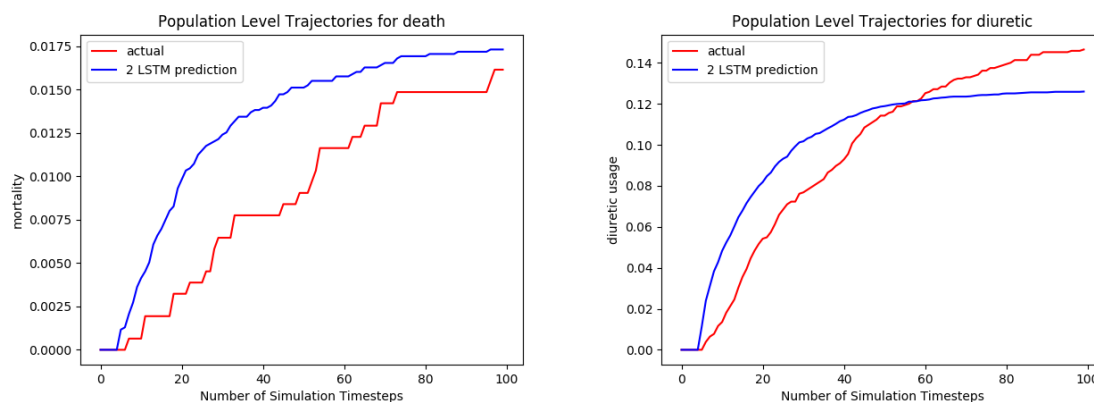 Population Level Trajectories for death
actual
2 LSTM prediction
0.0175
0.0150
0.0125
0.0100
0.0075
0.0050
0.0025
0.0000
mortality
0 20 40 60 80 100
Number of Simulation Timesteps
Population Level Trajectories for diuretic
actual
2 LSTM prediction
0.14
0.12
0.10
0.08
0.06
0.04
0.02
0.00
diuretic usage
0 20 40 60 80 100
Number of Simulation Timesteps